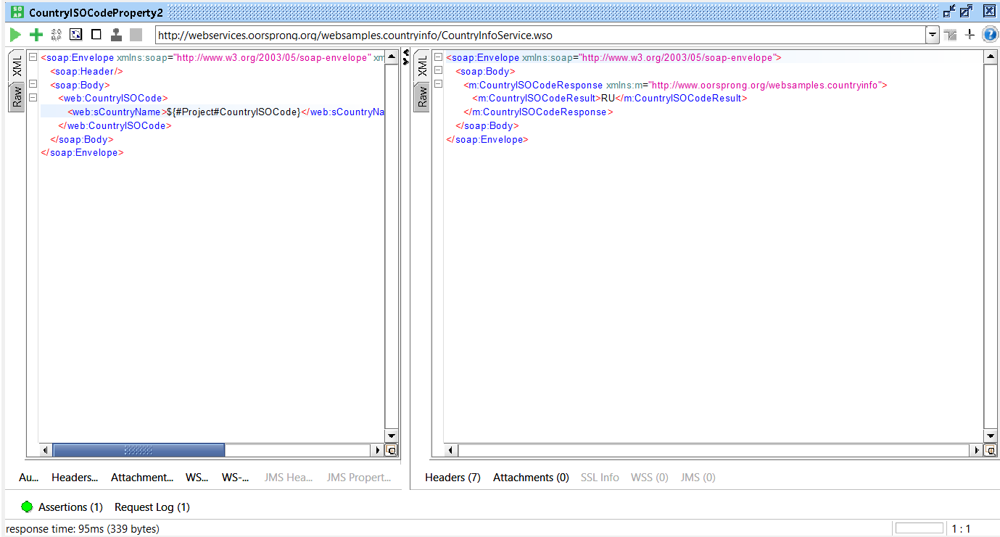 SO AP CountryISOCodeProperty2
http://webservices.oorsprong.org/websamples.countryinfo/CountryInfoService.wso
XML
Raw
<soap:Envelope xmlns:soap="http://www.w3.org/2003/05/soap-envelope" xm
<soap:Header/>
<soap:Body>
<web:CountryISOCode>
<web:sCountryName>${#Project#CountryISOCode}</web:sCountryNa
</web:CountryISOCode>
</soap:Body>
</soap:Envelope>
XML
Raw
<soap:Envelope xmlns:soap="http://www.w3.org/2003/05/soap-envelope">
<soap:Body>
<m:CountryISOCodeResponse xmlns:m="http://www.oorsprong.org/websamples.countryinfo">
<m:CountryISOCodeResult>RU</m:CountryISOCodeResult>
</m:CountryISOCodeResponse>
</soap:Body>
</soap:Envelope>
Au... Headers... Attachment... WS... WS-... JMS Hea... JMS Propert...
Headers (7) Attachments (0) SSL Info WSS (0) JMS (0)
Assertions (1) Request Log (1)
response time: 95ms (339 bytes) 1 : 1